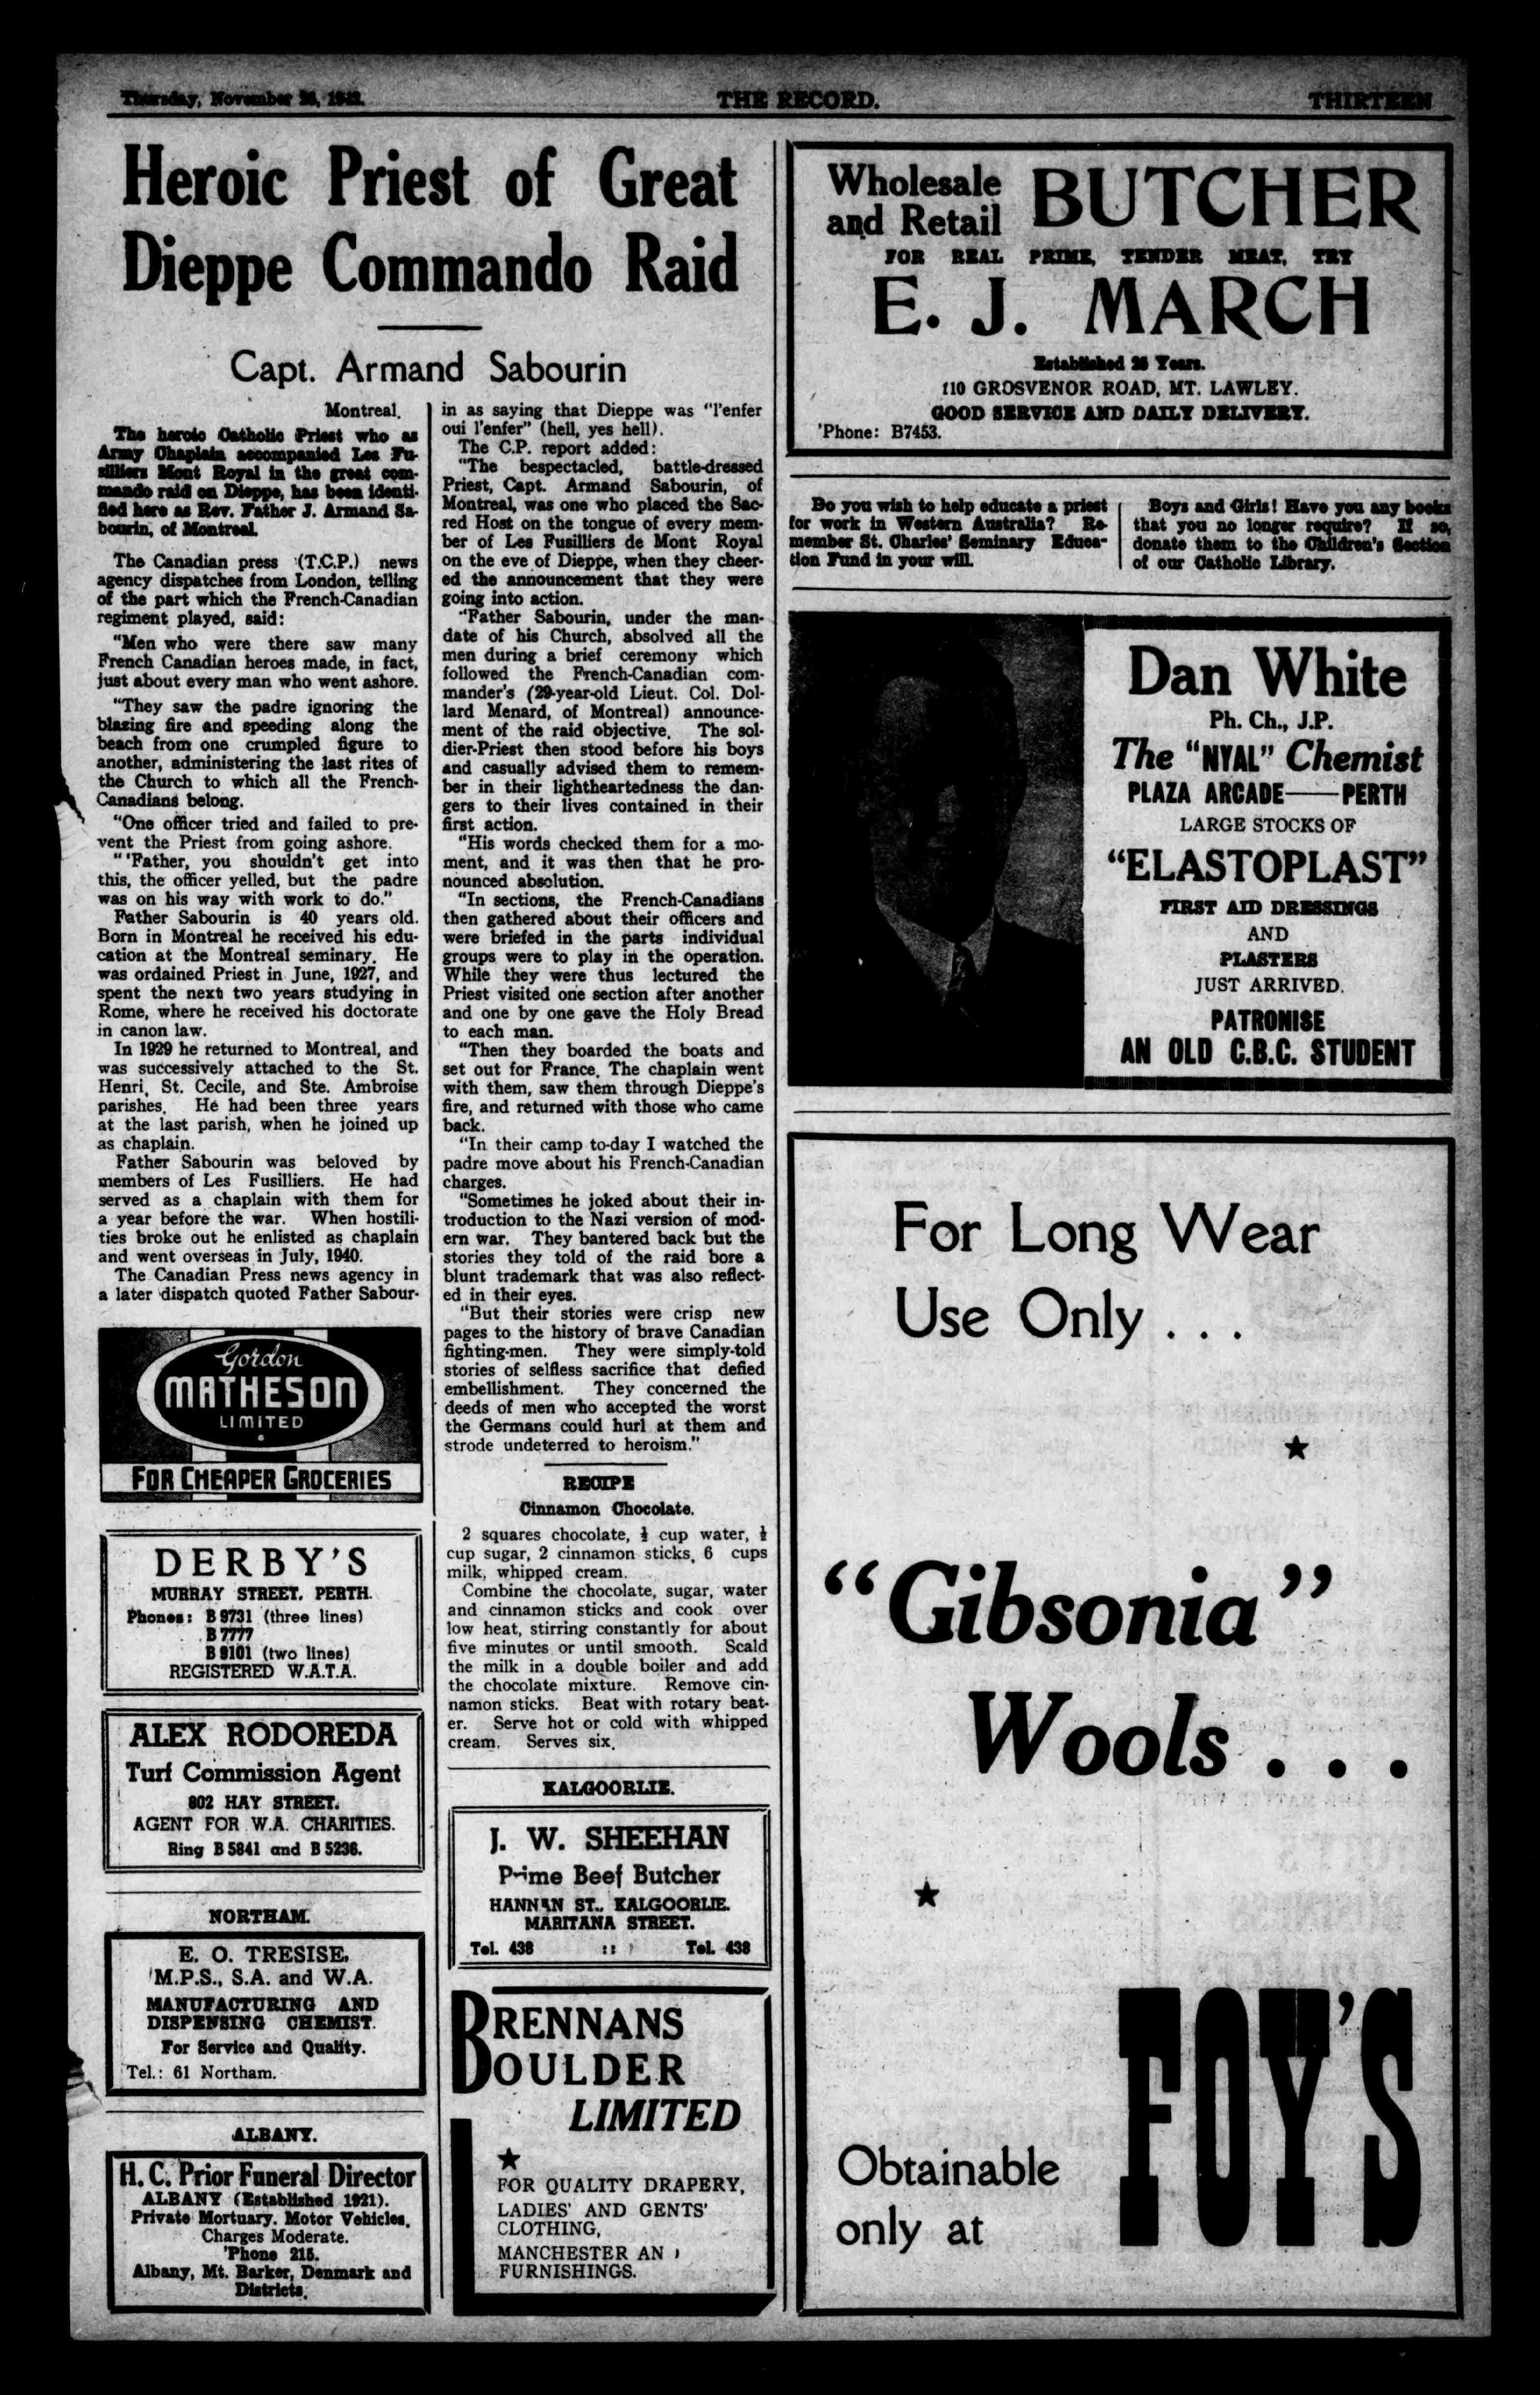 Thursday, November 26, 1942.
THE RECORD.
THIRTEEN
Heroic Priest of Great
Dieppe Commando Raid
Capt. Armand Sabourin
Montreal.
The heroic Catholic Priest who as
Army Chaplain accompanied Les Fu-
silliers Mont Royal in the great com-
mando raid on Dieppe, has been identi-
fied here as Rev. Father J. Armand Sa-
bourin, of Montreal.
The Canadian press (T.C.P.) news
agency dispatches from London, telling
of the part which the French-Canadian
regiment played, said:
"Men who were there saw many
French Canadian heroes made, in fact,
just about every man who went ashore.
"They saw the padre ignoring the
blazing fire and speeding along the
beach from one crumpled figure to
another, administering the last rites of
the Church to which all the French-
Canadians belong.
"One officer tried and failed to pre-
vent the Priest from going ashore.
"'Father, you shouldn't get into
this, the officer yelled, but the padre
was on his way with work to do."
Father Sabourin is 40 years old.
Born in Montreal he received his edu-
cation at the Montreal seminary. He
was ordained Priest in June, 1927, and
spent the next two years studying in
Rome, where he received his doctorate
in canon law.
In 1929 he returned to Montreal, and
was successively attached to the St.
Henri, St. Cecile, and Ste. Ambroise
parishes. He had been three years
at the last parish, when he joined up
as chaplain.
Father Sabourin was beloved by
members of Les Fusilliers. He had
served as a chaplain with them for
a year before the war. When hostili-
ties broke out he enlisted as chaplain
and went overseas in July, 1940.
The Canadian Press news agency in
a later dispatch quoted Father Sabour-
in as saying that Dieppe was "l'enfer
oui l'enfer" (hell, yes hell).
The C.P. report added:
"The bespectacled, battle-dressed
Priest, Capt. Armand Sabourin, of
Montreal, was one who placed the Sac-
red Host on the tongue of every mem-
ber of Les Fusilliers de Mont Royal
on the eve of Dieppe, when they cheer-
ed the announcement that they were
going into action.
"Father Sabourin, under the man-
date of his Church, absolved all the
men during a brief ceremony which
followed the French-Canadian com-
mander's (29-year-old Lieut. Col. Dol-
lard Menard, of Montreal) announce-
ment of the raid objective. The sol-
dier-Priest then stood before his boys
and casually advised them to remem-
ber in their lightheartedness the dan-
gers to their lives contained in their
first action.
"His words checked them for a mo-
ment, and it was then that he pro-
nounced absolution.
"In sections, the French-Canadians
then gathered about their officers and
were briefed in the parts individual
groups were to play in the operation.
While they were thus lectured the
Priest visited one section after another
and one by one gave the Holy Bread
to each man.
"Then they boarded the boats and
set out for France. The chaplain went
with them, saw them through Dieppe's
fire, and returned with those who came
back.
"In their camp to-day I watched the
padre move about his French-Canadian
charges.
"Sometimes he joked about their in-
troduction to the Nazi version of mod-
ern war. They bantered back but the
stories they told of the raid bore a
blunt trademark that was also reflect-
ed in their eyes.
"But their stories were crisp new
pages to the history of brave Canadian
fighting-men. They were simply-told
stories of selfless sacrifice that defied
embellishment. They concerned the
deeds of men who accepted the worst
the Germans could hurl at them and
strode undeterred to heroism."
RECIPE
Cinnamon Chocolate.
2 squares chocolate, ½ cup water, ½
cup sugar, 2 cinnamon sticks, 6 cups
milk, whipped cream.
Combine the chocolate, sugar, water
and cinnamon sticks and cook over
low heat, stirring constantly for about
five minutes or until smooth. Scald
the milk in a double boiler and add
the chocolate mixture. Remove cin-
namon sticks. Beat with rotary beat-
er. Serve hot or cold with whipped
cream. Serves six.
Gordon
MATHESON
LIMITED
FOR CHEAPER GROCERIES
DERBY'S
MURRAY STREET, PERTH.
Phones: B 9731 (three lines)
B 7777
B 9101 (two lines)
REGISTERED W.A.T.A.
ALEX RODOREDA
Turf Commission Agent
802 HAY STREET.
AGENT FOR W.A. CHARITIES.
Ring B 5841 and B 5236.
NORTHAM.
E. O. TRESISE,
M.P.S., S.A. and W.A.
MANUFACTURING AND
DISPENSING CHEMIST.
For Service and Quality.
Tel.: 61 Northam.
ALBANY.
H. C. Prior Funeral Director
ALBANY (Established 1921).
Private Mortuary. Motor Vehicles.
Charges Moderate.
'Phone 215.
Albany, Mt. Barker, Denmark and
Districts.
KALGOORLIE.
J. W. SHEEHAN
Prime Beef Butcher
HANNAN ST., KALGOORLIE.
MARITANA STREET.
Tel. 438 :: Tel. 438
BRENNANS
BOULDER
LIMITED
FOR QUALITY DRAPERY,
LADIES' AND GENTS'
CLOTHING,
MANCHESTER AN
FURNISHINGS.
Wholesale
and Retail
BUTCHER
FOR REAL PRIME, TENDER MEAT, TRY
E. J. MARCH
Established 25 Years.
110 GROSVENOR ROAD, MT. LAWLEY.
GOOD SERVICE AND DAILY DELIVERY.
'Phone: B7453.
Do you wish to help educate a priest
for work in Western Australia? Re-
member St. Charles' Seminary Educa-
tion Fund in your will.
Boys and Girls! Have you any books
that you no longer require? If so,
donate them to the Children's Section
of our Catholic Library.
Dan White
Ph. Ch., J.P.
The "NYAL" Chemist
PLAZA ARCADE—PERTH
LARGE STOCKS OF
"ELASTOPLAST"
FIRST AID DRESSINGS
AND
PLASTERS
JUST ARRIVED.
PATRONISE
AN OLD C.B.C. STUDENT
For Long Wear
Use Only . . .
"Gibsonia"
Wools . . .
Obtainable
only at
FOY'S